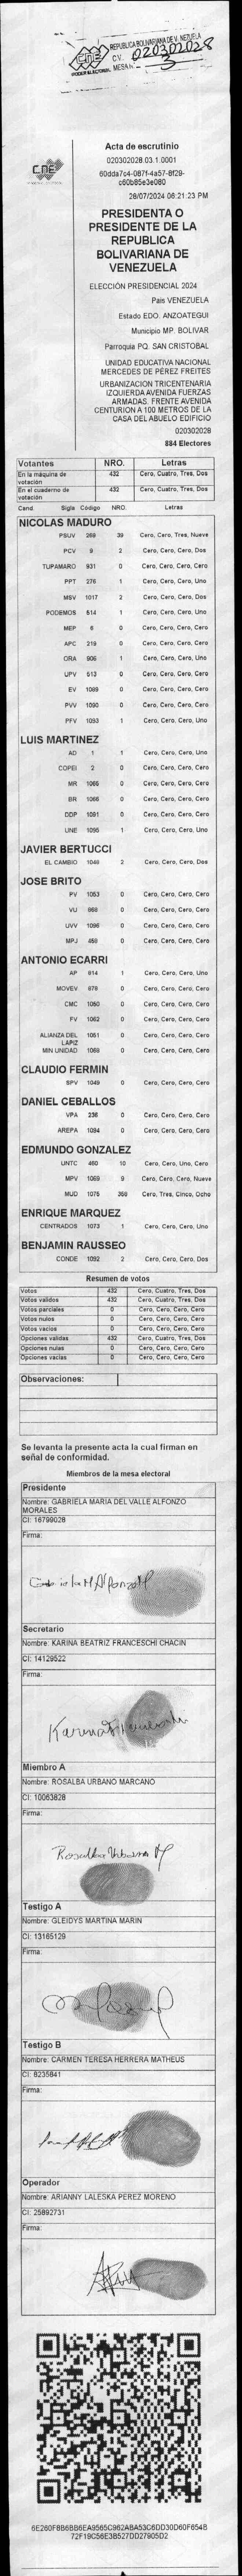 CNE
PODER ELECTORAL
REPUBLICA BOLIVARIANA DE VENEZUELA
C.V. 020302028
MESA N. 3
CNE
Acta de escrutinio
020302028.03.1.0001
60dda7c4-087f-4a57-8f29-
c60b85e3e080
28/07/2024 06:21:23 PM
PRESIDENTA O
PRESIDENTE DE LA
REPUBLICA
BOLIVARIANA DE
VENEZUELA
ELECCIÓN PRESIDENCIAL 2024
Pais VENEZUELA
Estado EDO. ANZOATEGUI
Municipio MP. BOLIVAR
Parroquia PQ. SAN CRISTOBAL
UNIDAD EDUCATIVA NACIONAL
MERCEDES DE PÉREZ FREITES
URBANIZACION TRICENTENARIA
IZQUIERDA AVENIDA FUERZAS
ARMADAS. FRENTE AVENIDA
CENTURION A 100 METROS DE LA
CASA DEL ABUELO EDIFICIO
020302028
884 Electores
Votantes NRO. Letras
En la máquina de votación 432 Cero, Cuatro, Tres, Dos
En el cuaderno de votación 432 Cero, Cuatro, Tres, Dos
Cand Sigla Código NRO. Letras
NICOLAS MADURO
PSUV 269 39 Cero, Cero, Tres, Nueve
PCV 9 2 Cero, Cero, Cero, Dos
TUPAMARO 931 0 Cero, Cero, Cero, Cero
PPT 276 1 Cero, Cero, Cero, Uno
MSV 1017 2 Cero, Cero, Cero, Dos
PODEMOS 514 1 Cero, Cero, Cero, Uno
MEP 6 0 Cero, Cero, Cero, Cero
APC 219 0 Cero, Cero, Cero, Cero
ORA 906 1 Cero, Cero, Cero, Uno
UPV 513 0 Cero, Cero, Cero, Cero
EV 1089 0 Cero, Cero, Cero, Cero
PVV 1090 0 Cero, Cero, Cero, Cero
PFV 1093 1 Cero, Cero, Cero, Uno
LUIS MARTINEZ
AD 1 1 Cero, Cero, Cero, Uno
COPEI 2 0 Cero, Cero, Cero, Cero
MR 1065 0 Cero, Cero, Cero, Cero
BR 1066 0 Cero, Cero, Cero, Cero
DDP 1091 0 Cero, Cero, Cero, Cero
UNE 1095 1 Cero, Cero, Cero, Uno
JAVIER BERTUCCI
EL CAMBIO 1048 2 Cero, Cero, Cero, Dos
JOSE BRITO
PV 1053 0 Cero, Cero, Cero, Cero
VU 868 0 Cero, Cero, Cero, Cero
UVV 1096 0 Cero, Cero, Cero, Cero
MPJ 459 0 Cero, Cero, Cero, Cero
ANTONIO ECARRI
AP 914 1 Cero, Cero, Cero, Uno
MOVEV 979 0 Cero, Cero, Cero, Cero
CMC 1050 0 Cero, Cero, Cero, Cero
FV 1062 0 Cero, Cero, Cero, Cero
ALIANZA DEL LAPIZ 1051 0 Cero, Cero, Cero, Cero
MIN UNIDAD 1088 0 Cero, Cero, Cero, Cero
CLAUDIO FERMIN
SPV 1049 0 Cero, Cero, Cero, Cero
DANIEL CEBALLOS
VPA 238 0 Cero, Cero, Cero, Cero
AREPA 1094 0 Cero, Cero, Cero, Cero
EDMUNDO GONZALEZ
UNTC 460 10 Cero, Cero, Uno, Cero
MPV 1069 9 Cero, Cero, Cero, Nueve
MUD 1075 358 Cero, Tres, Cinco, Ocho
ENRIQUE MARQUEZ
CENTRADOS 1073 1 Cero, Cero, Cero, Uno
BENJAMIN RAUSSEO
CONDE 1092 2 Cero, Cero, Cero, Dos
Resumen de votos
Votos 432 Cero, Cuatro, Tres, Dos
Votos validos 432 Cero, Cuatro, Tres, Dos
Votos parciales 0 Cero, Cero, Cero, Cero
Votos nulos 0 Cero, Cero, Cero, Cero
Votos vacios 0 Cero, Cero, Cero, Cero
Opciones validas 432 Cero, Cuatro, Tres, Dos
Opciones nulas 0 Cero, Cero, Cero, Cero
Opciones vacias 0 Cero, Cero, Cero, Cero
Observaciones:
Se levanta la presente acta la cual firman en
señal de conformidad.
Miembros de la mesa electoral
Presidente
Nombre: GABRIELA MARIA DEL VALLE ALFONZO
MORALES
CI: 16799028
Firma:
Gabriela M Alfonzo M
Secretario
Nombre: KARINA BEATRIZ FRANCESCHI CHACIN
CI: 14129522
Firma:
Karina Franceschi
Miembro A
Nombre: ROSALBA URBANO MARCANO
CI: 10063828
Firma:
Rosalba Urbano M
Testigo A
Nombre: GLEIDYS MARTINA MARIN
CI: 13165129
Firma:
Testigo B
Nombre: CARMEN TERESA HERRERA MATHEUS
CI: 8235841
Firma:
Operador
Nombre: ARIANNY LALESKA PEREZ MORENO
CI: 25892731
Firma:
6E260F8B6BB6EA9565C962ABA53C6DD30D60F654B
72F19C56E3B527DD27905D2